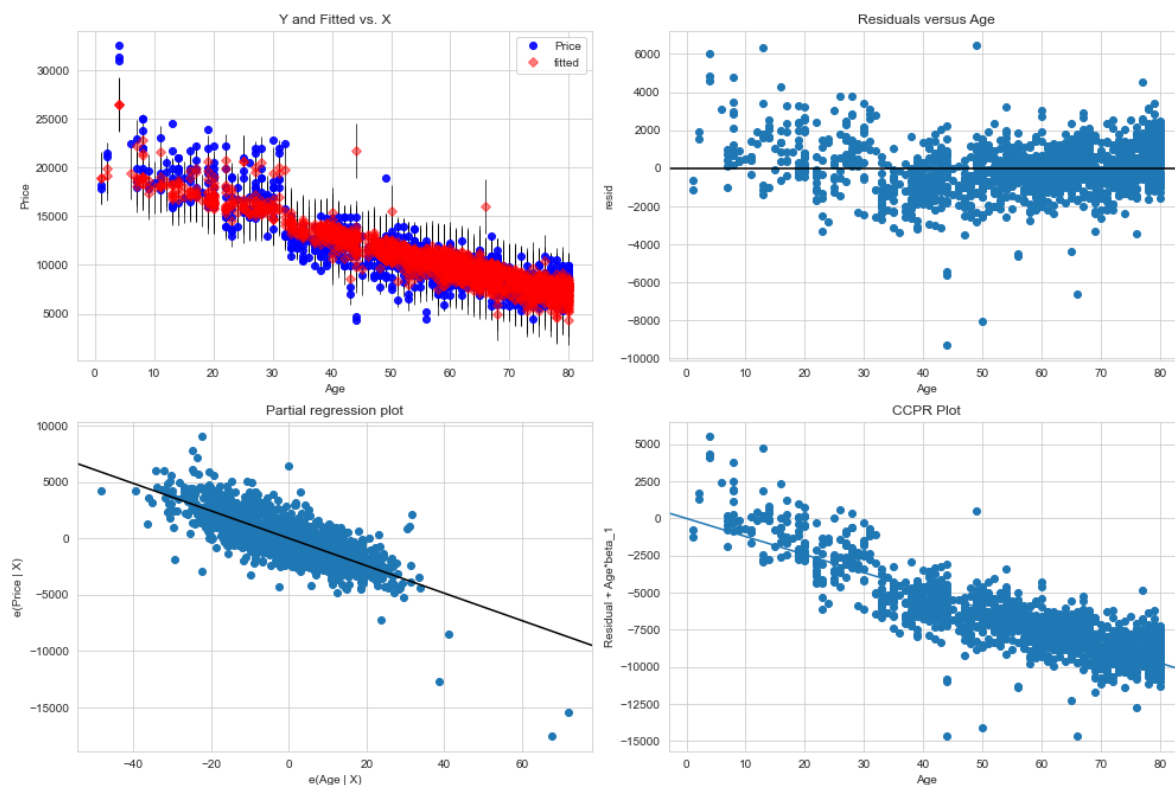 Y and Fitted vs. X
Price
fitted
30000
25000
20000
15000
10000
5000
Price
0 10 20 30 40 50 60 70 80
Age
Residuals versus Age
6000
4000
2000
0
−2000
−4000
−6000
−8000
−10000
resid
0 10 20 30 40 50 60 70 80
Age
Partial regression plot
10000
5000
0
−5000
−10000
−15000
e(Price | X)
−40 −20 0 20 40 60
e(Age | X)
CCPR Plot
5000
2500
0
−2500
−5000
−7500
−10000
−12500
−15000
Residual + Age*beta_1
0 10 20 30 40 50 60 70 80
Age